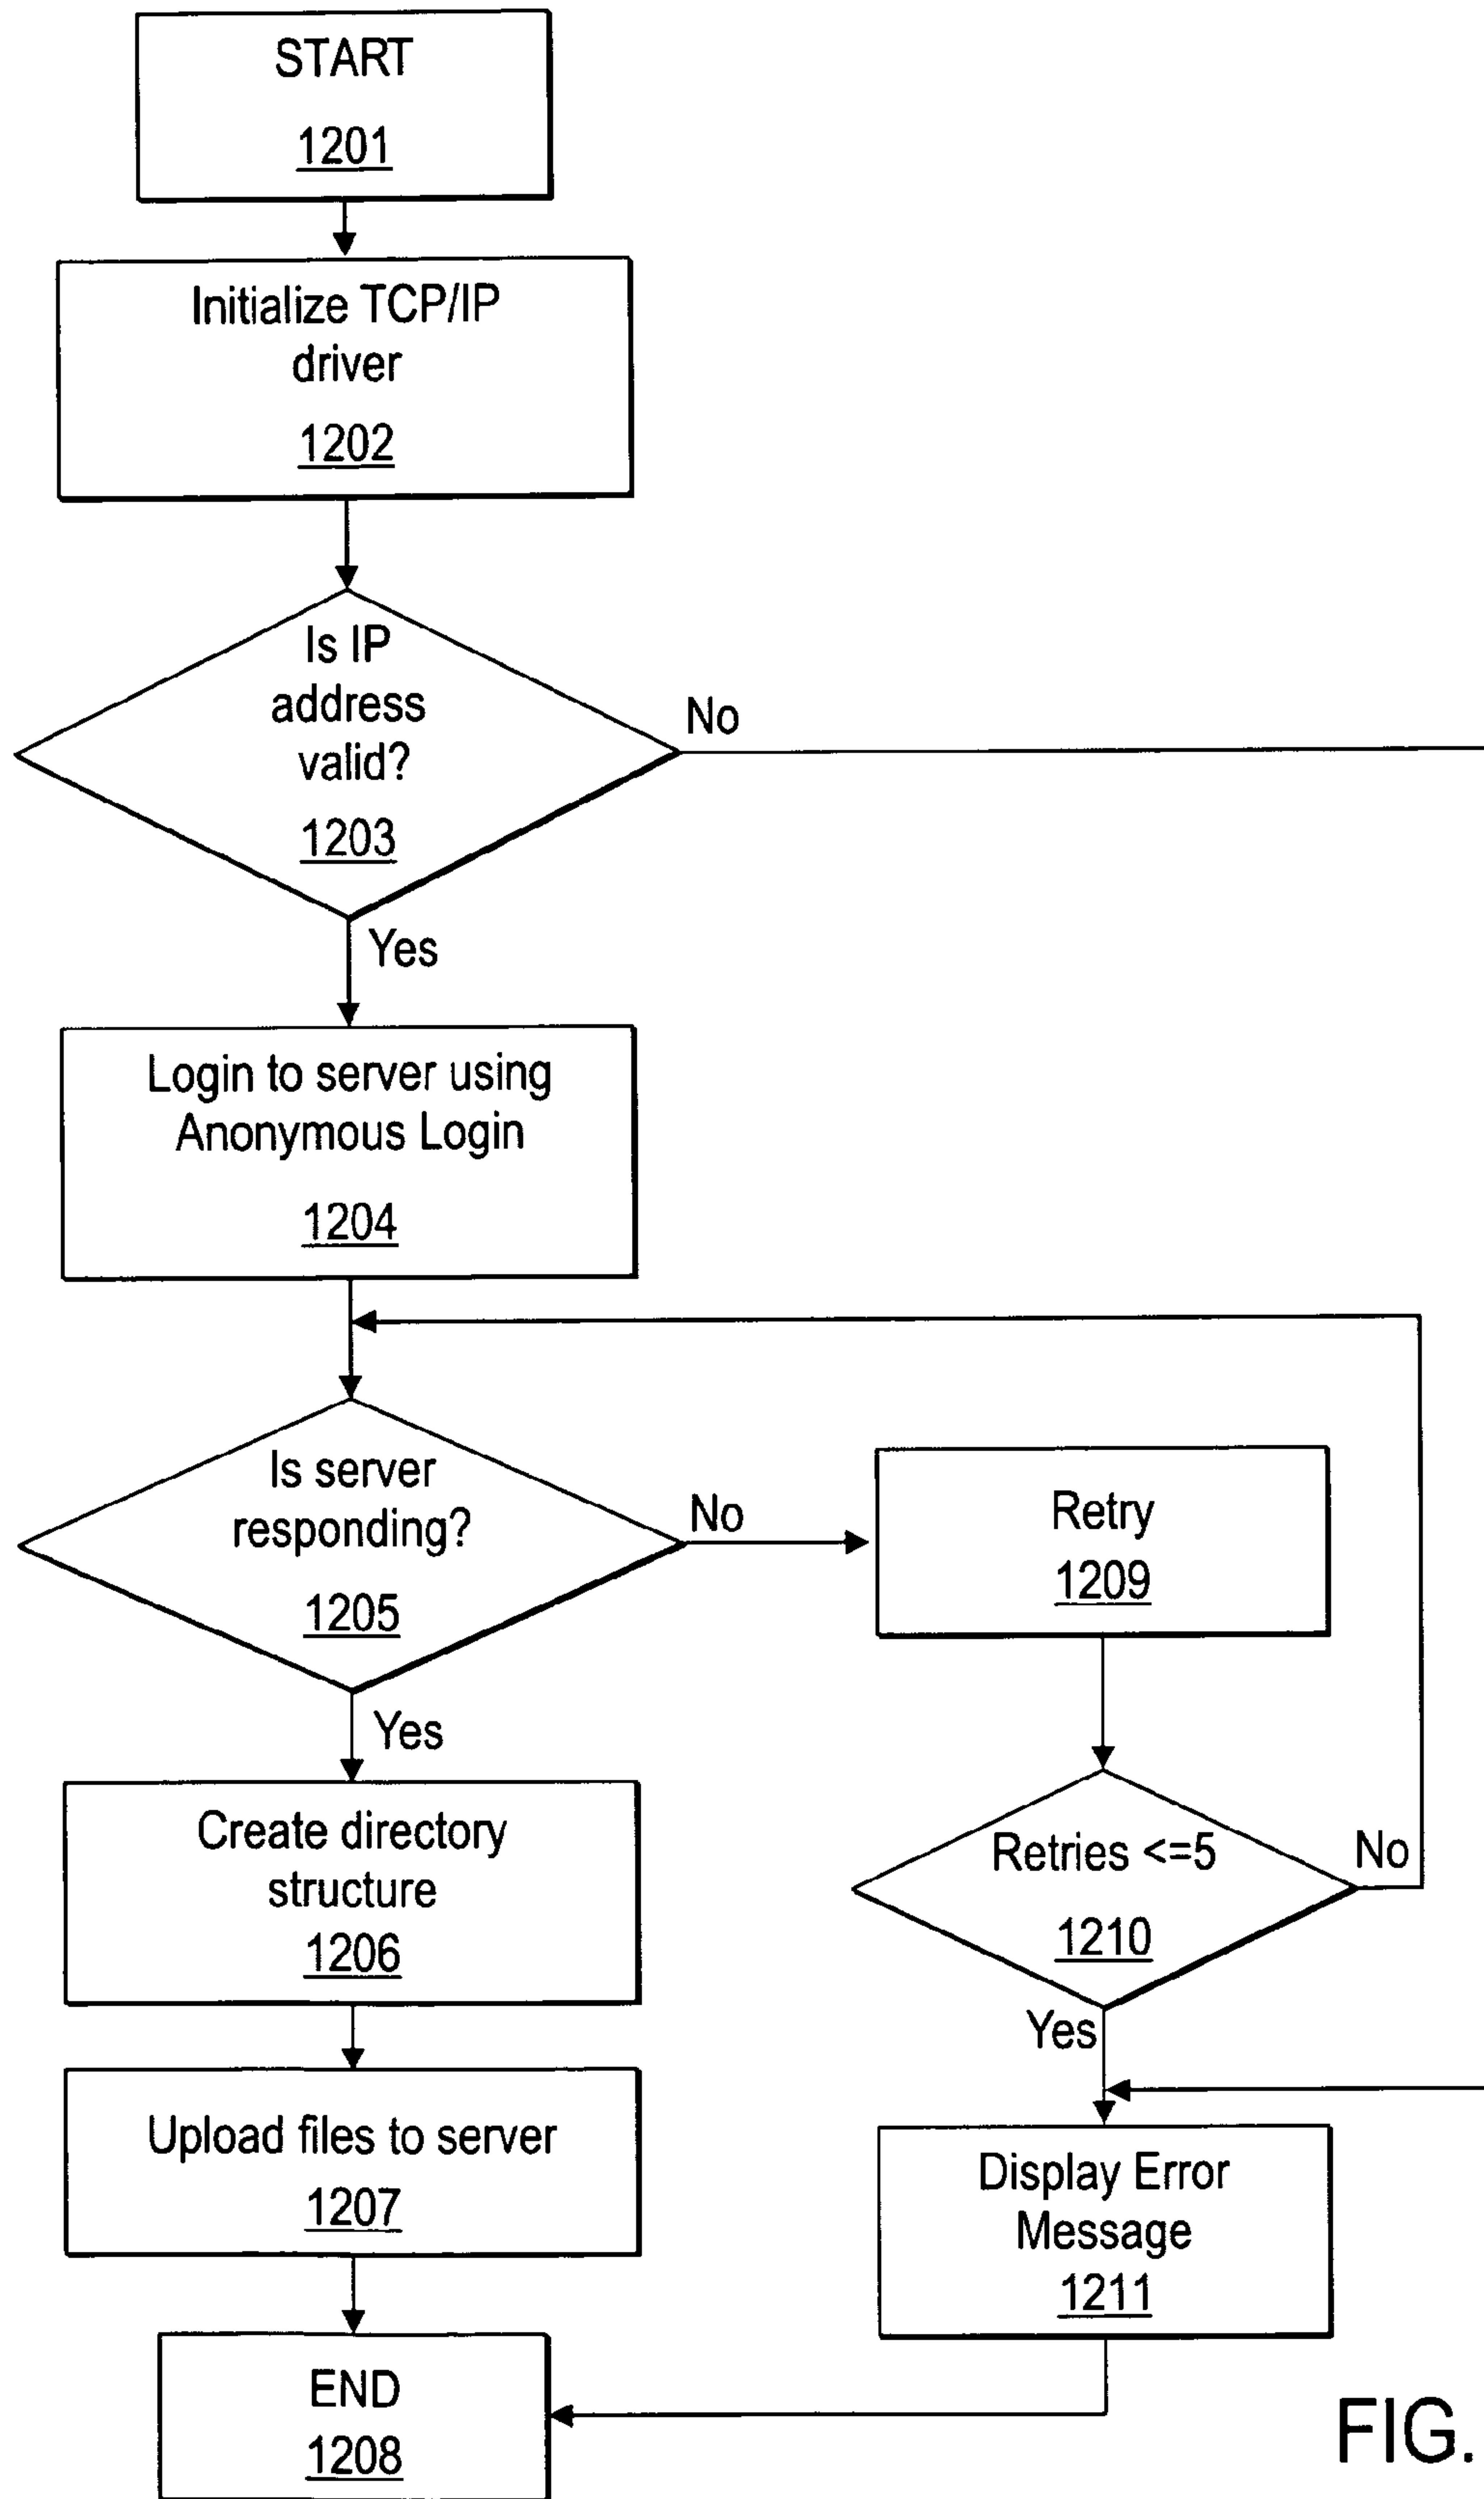 START
1201
Initialize TCP/IP
driver
1202
Is IP
address
valid?
1203
No
Yes
Login to server using
Anonymous Login
1204
Is server
responding?
1205
No
Yes
Retry
1209
Create directory
structure
1206
Retries <=5
1210
No
Yes
Upload files to server
1207
Display Error
Message
1211
END
1208
FIG.